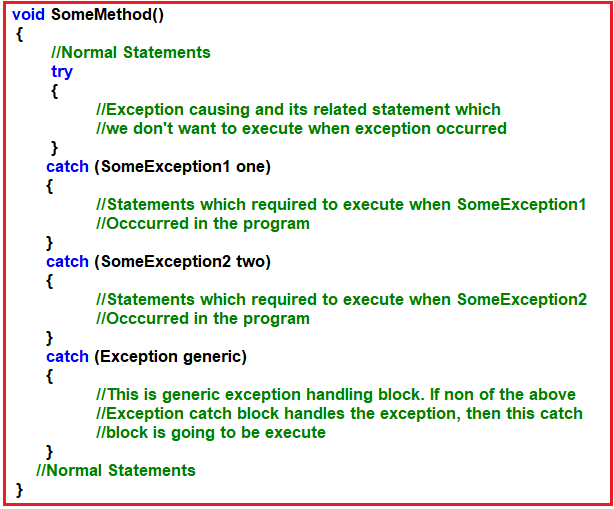 void SomeMethod()
{
//Normal Statements
try
{
//Exception causing and its related statement which
//we don't want to execute when exception occurred
}
catch (SomeException1 one)
{
//Statements which required to execute when SomeException1
//Occcurred in the program
}
catch (SomeException2 two)
{
//Statements which required to execute when SomeException2
//Occcurred in the program
}
catch (Exception generic)
{
//This is generic exception handling block. If non of the above
//Exception catch block handles the exception, then this catch
//block is going to be execute
}
//Normal Statements
}